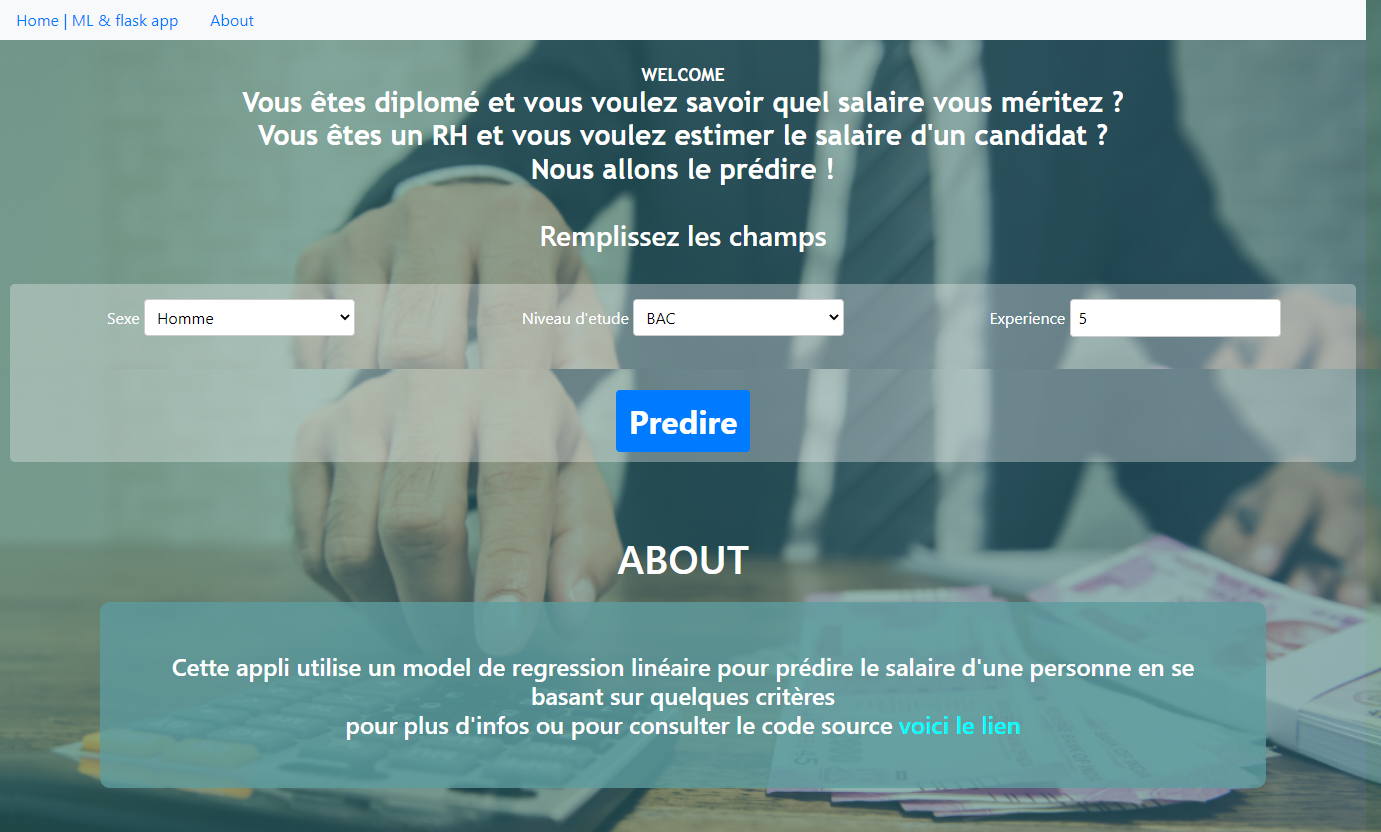 Home | ML & flask app About
WELCOME
Vous êtes diplomé et vous voulez savoir quel salaire vous méritez ?
Vous êtes un RH et vous voulez estimer le salaire d'un candidat ?
Nous allons le prédire !
Remplissez les champs
Sexe Homme Niveau d'etude BAC Experience 5
Predire
ABOUT
Cette appli utilise un model de regression linéaire pour prédire le salaire d'une personne en se
basant sur quelques critères
pour plus d'infos ou pour consulter le code source voici le lien